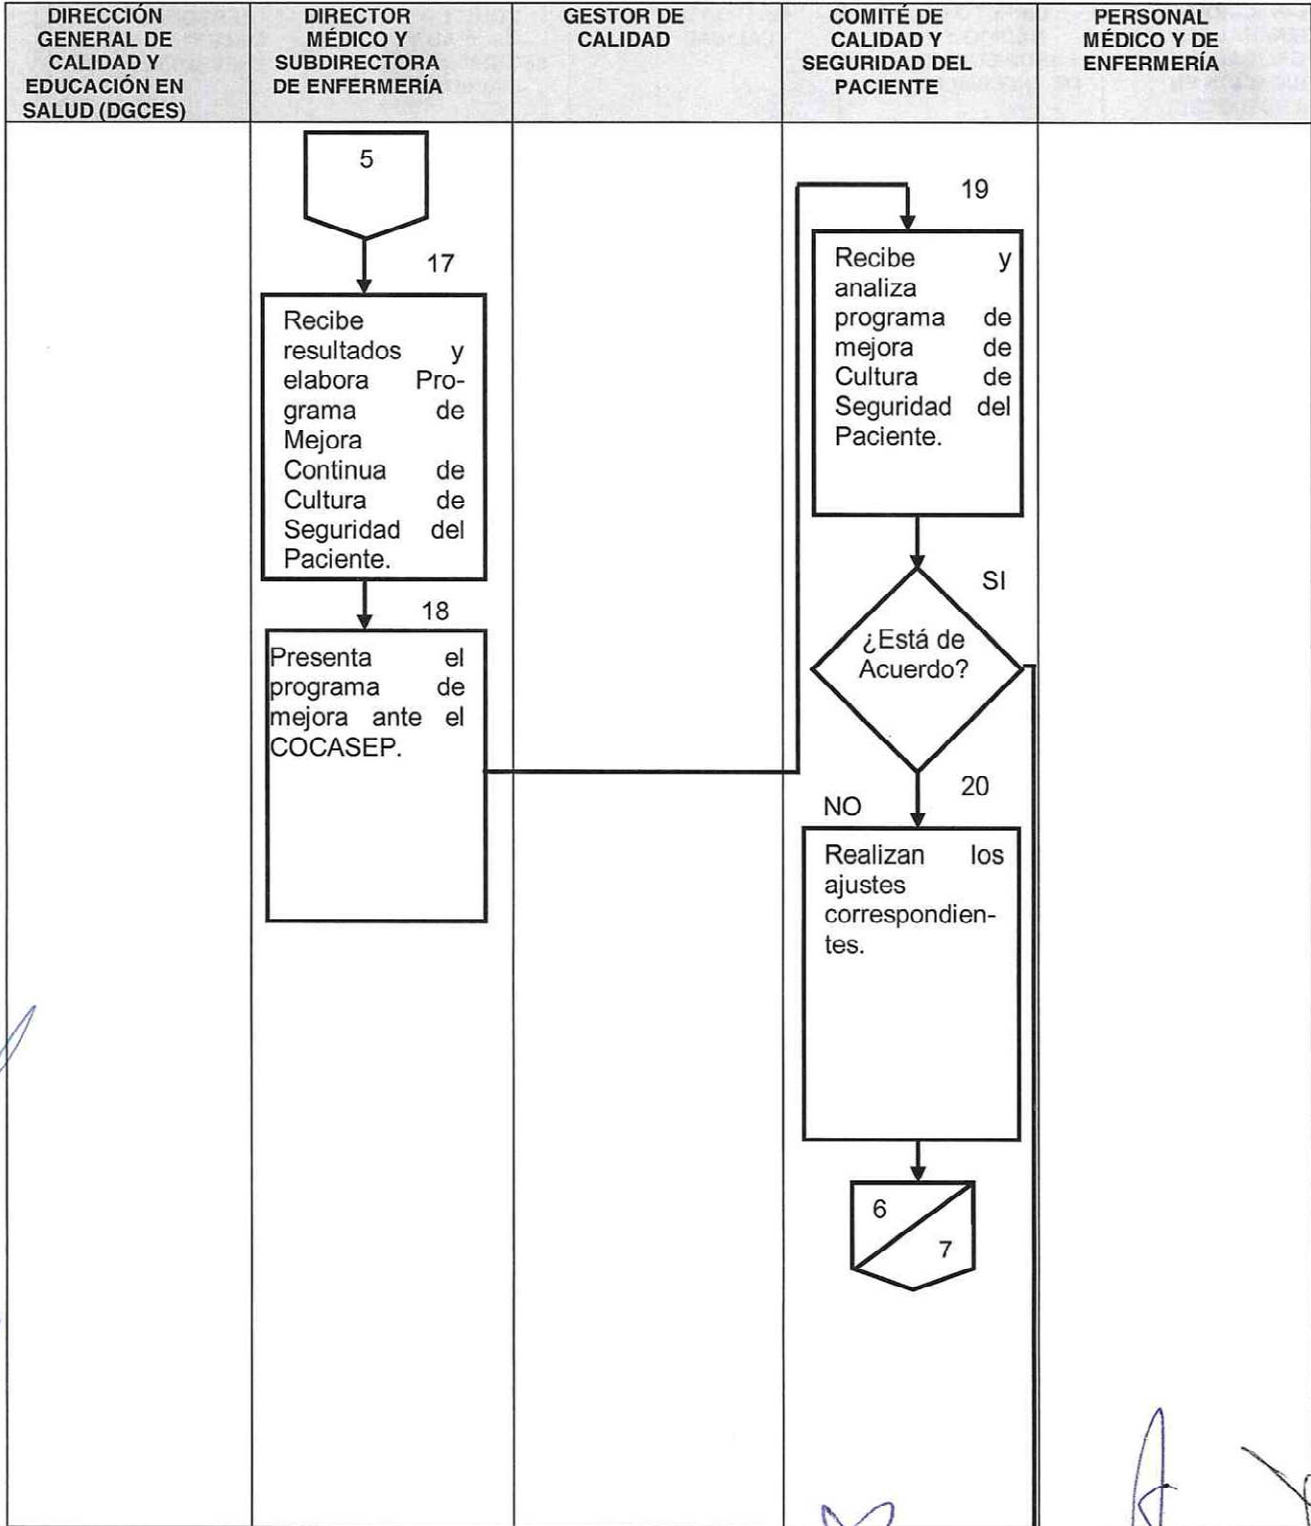 DIRECCIÓN
GENERAL DE
CALIDAD Y
EDUCACIÓN EN
SALUD (DGCES)
DIRECTOR
MÉDICO Y
SUBDIRECTORA
DE ENFERMERÍA
GESTOR DE
CALIDAD
COMITÉ DE
CALIDAD Y
SEGURIDAD DEL
PACIENTE
PERSONAL
MÉDICO Y DE
ENFERMERÍA
5
17
Recibe
resultados y
elabora Pro-
grama de
Mejora
Continua de
Cultura de
Seguridad del
Paciente.
18
Presenta el
programa de
mejora ante el
COCASEP.
19
Recibe y
analiza
programa de
mejora de
Cultura de
Seguridad del
Paciente.
SI
¿Está de
Acuerdo?
20
NO
Realizan los
ajustes
correspondien-
tes.
6
7